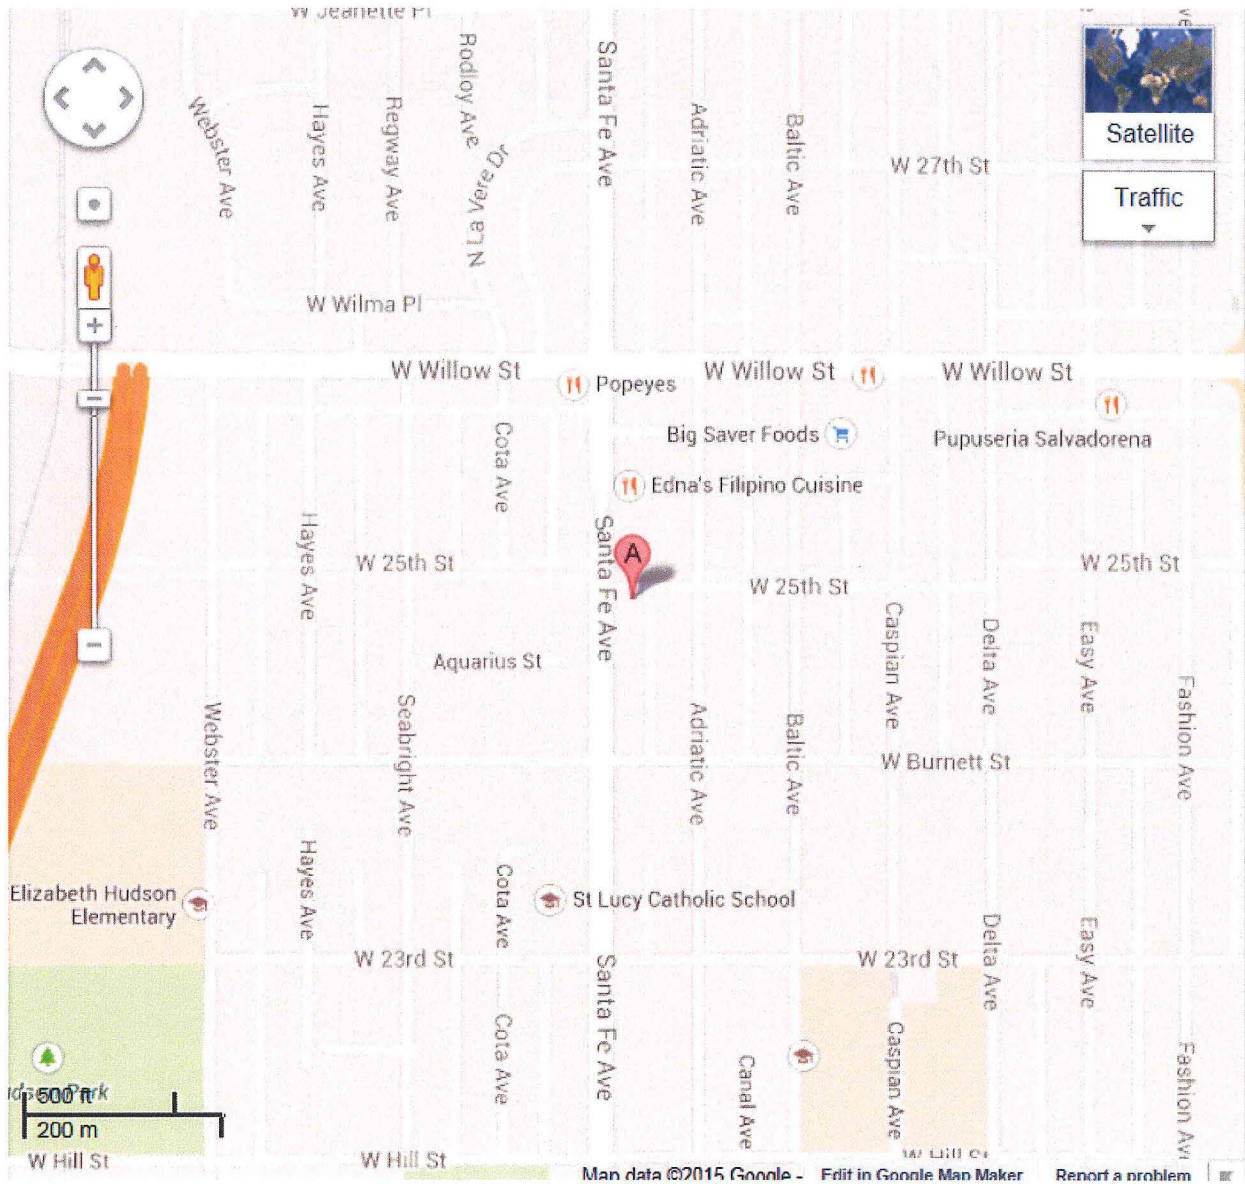 W Jeanette Pl
Rodloy Ave
Santa Fe Ave
Satellite
Webster Ave
Hayes Ave
Regway Ave
Adriatic Ave
Baltic Ave
W 27th St
Traffic
N La Vere Dr
W Wilma Pl
W Willow St
Popeyes
W Willow St
W Willow St
Cota Ave
Big Saver Foods
Pupuseria Salvadorena
Edna's Filipino Cuisine
Hayes Ave
Santa Fe Ave
A
W 25th St
W 25th St
W 25th St
Caspian Ave
Delta Ave
Easy Ave
Aquarius St
Fashion Ave
Webster Ave
Seabright Ave
Adriatic Ave
Baltic Ave
W Burnett St
Hayes Ave
Cota Ave
Elizabeth Hudson
Elementary
St Lucy Catholic School
Delta Ave
Easy Ave
W 23rd St
Santa Fe Ave
W 23rd St
Cota Ave
Caspian Ave
Fashion Av
Canal Ave
Park
500 ft
200 m
W Hill St
W Hill St
W Hill St
Map data ©2015 Google -
Edit in Google Map Maker
Report a problem